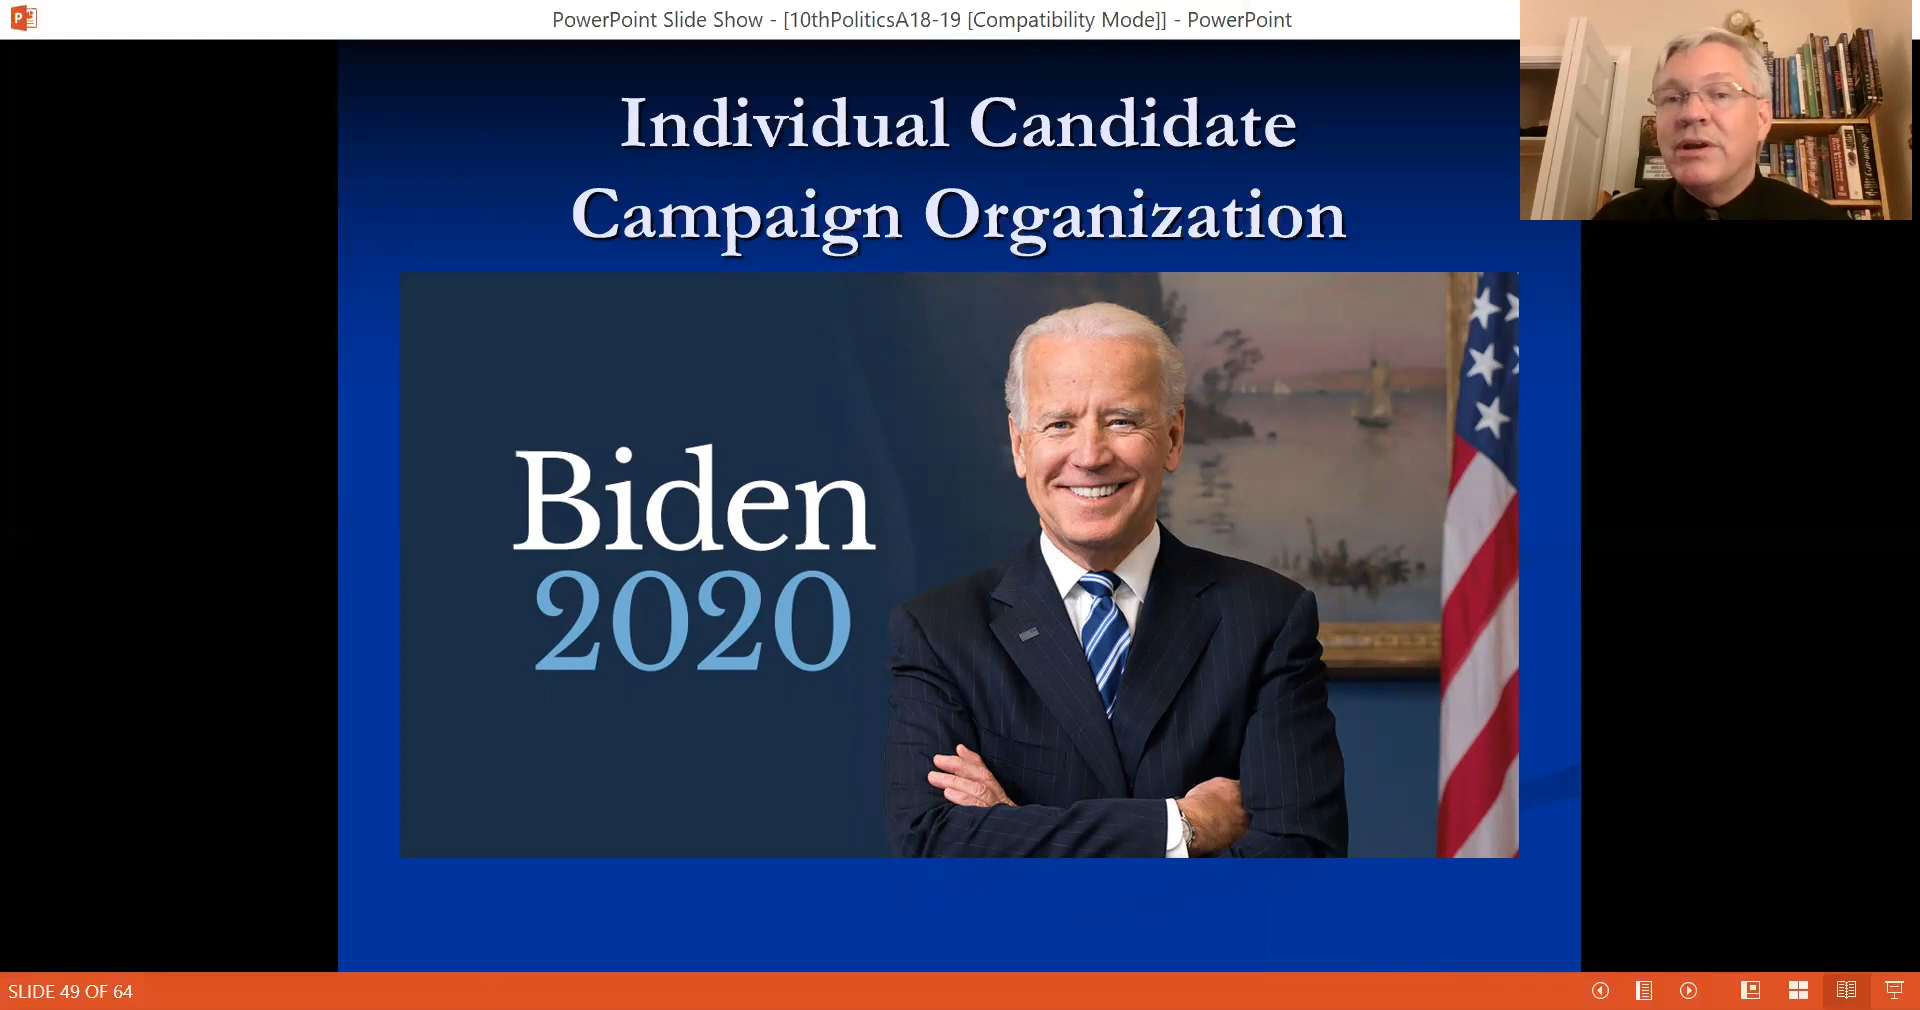 PowerPoint Slide Show - [10thPoliticsA18-19 [Compatibility Mode]] - PowerPoint
Individual Candidate
Campaign Organization
Biden
2020
SLIDE 49 OF 64